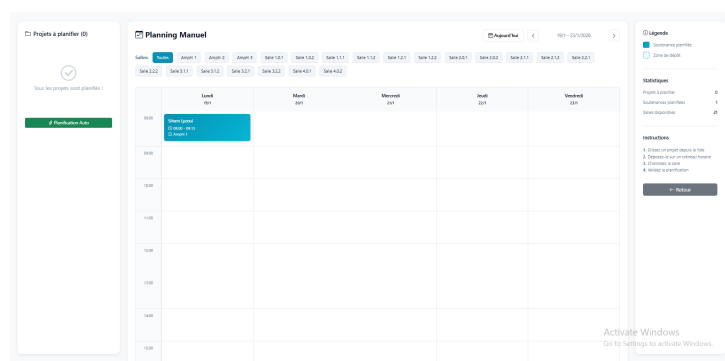 Projets à planifier (0)
Tous les projets sont planifiés !
Planification Auto
Planning Manuel
Aujourd'hui
19/1 - 23/1/2026
Salles: Toutes Amphi 1 Amphi 2 Amphi 3 Salle 1.0.1 Salle 1.0.2 Salle 1.1.1 Salle 1.1.2 Salle 1.2.1 Salle 1.2.2 Salle 2.0.1 Salle 2.0.2 Salle 2.1.1 Salle 2.1.2 Salle 2.2.1
Salle 2.2.2 Salle 3.1.1 Salle 3.1.2 Salle 3.2.1 Salle 3.2.2 Salle 4.0.1 Salle 4.0.2
Lundi Mardi Mercredi Jeudi Vendredi
19/1 20/1 21/1 22/1 23/1
08:00
Siham Lyaoui
08:00 - 09:15
Amphi 1
09:00
10:00
11:00
12:00
13:00
14:00
15:00
Légende
Soutenance planifiée
Zone de dépôt
Statistiques
Projets à planifier 0
Soutenances planifiées 1
Salles disponibles 21
Instructions
1. Glissez un projet depuis la liste
2. Déposez-le sur un créneau horaire
3. Choisissez la salle
4. Validez la planification
← Retour
Activate Windows
Go to Settings to activate Windows.